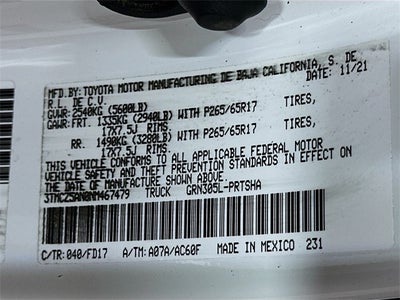 MFD.BY:TOYOTA MOTOR MANUFACTURING DE BAJA CALIFORNIA, S. DE
R.L. DE C.V. DATE: 11/21
GVWR:2540KG (5600LB)
GAWR:FRT. 1335KG (2940LB) WITH P265/65R17 TIRES,
17X7.5J RIMS.
RR. 1490KG (3280LB) WITH P265/65R17 TIRES,
17X7.5J RIMS.
THIS VEHICLE CONFORMS TO ALL APPLICABLE FEDERAL MOTOR
VEHICLE SAFETY AND THEFT PREVENTION STANDARDS IN EFFECT ON
THE DATE OF MANUFACTURE SHOWN ABOVE.
3TMCZ5AN0NM467479 TRUCK GRN305L-PRTSHA
C/TR:040/FD17 A/TM:A07A/AC60F MADE IN MEXICO 231